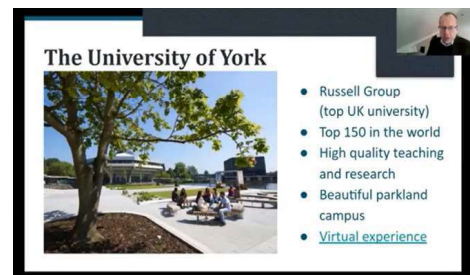 The University of York
● Russell Group
(top UK university)
● Top 150 in the world
● High quality teaching
and research
● Beautiful parkland
campus
● Virtual experience